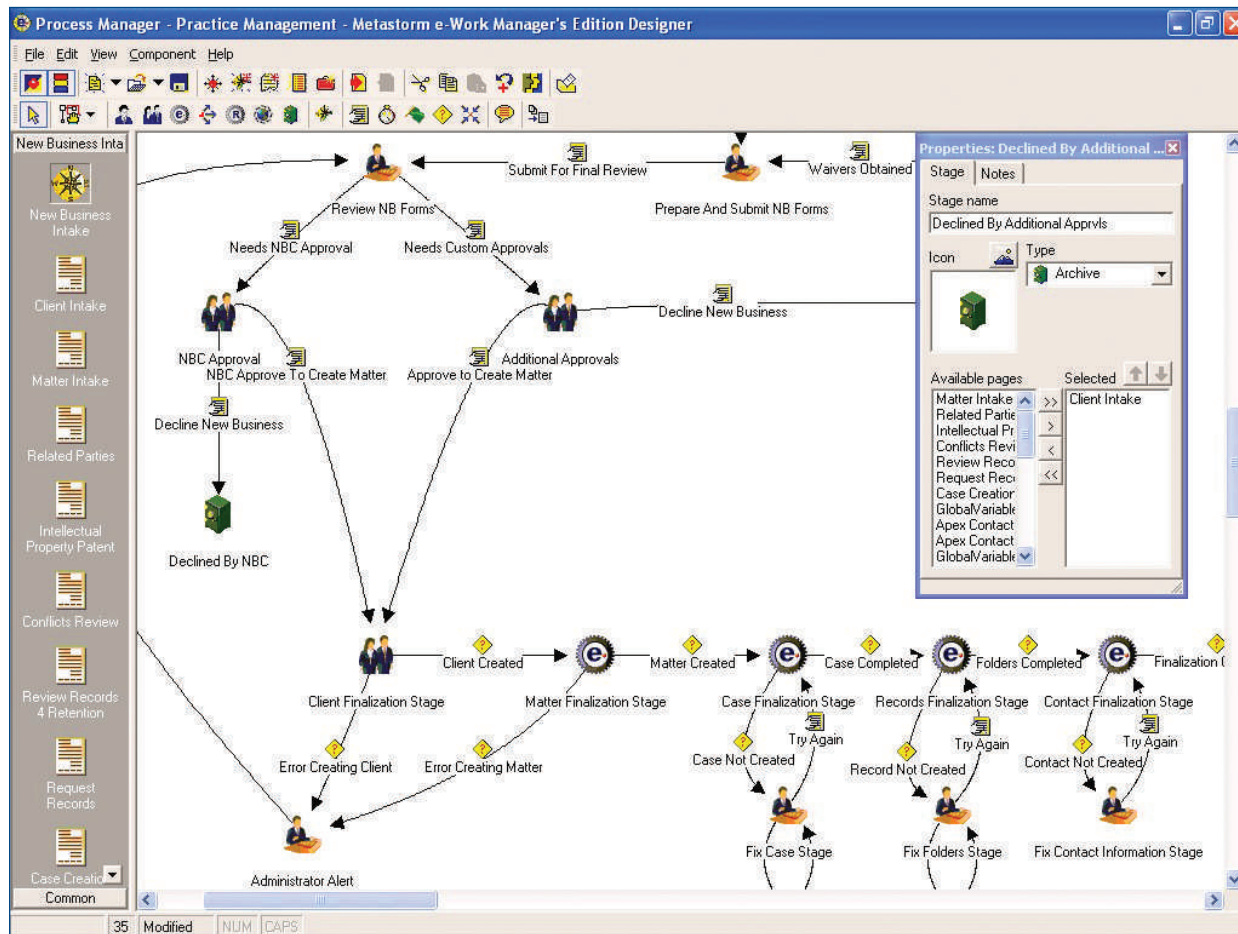 Process Manager - Practice Management - Metastorm e-Work Manager's Edition Designer
File Edit View Component Help
New Business Inta
New Business
Intake
Client Intake
Matter Intake
Related Parties
Intellectual
Property Patent
Conflicts Review
Review Records
4 Retention
Request
Records
Case Creatio
Common
Submit For Final Review
Waivers Obtained
Review NB Forms
Prepare And Submit NB Forms
Needs NBC Approval
Needs Custom Approvals
Decline New Business
NBC Approval
Additional Approvals
NBC Approve To Create Matter
Approve to Create Matter
Decline New Business
Declined By NBC
Client Created
Matter Created
Case Completed
Folders Completed
Finalization
Client Finalization Stage
Matter Finalization Stage
Case Finalization Stage
Records Finalization Stage
Contact Finalization Stage
Error Creating Client
Error Creating Matter
Case Not Created
Try Again
Record Not Created
Try Again
Contact Not Created
Try Again
Administrator Alert
Fix Case Stage
Fix Folders Stage
Fix Contact Information Stage
Properties: Declined By Additional ...
Stage Notes
Stage name
Declined By Additional Apprvls
Icon
Type
Archive
Available pages
Selected
Matter Intake
Related Partie
Intellectual Pr
Conflicts Revi
Review Reco
Request Rec
Case Creation
GlobalVariable
Apex Contact
Apex Contact
GlobalVariable
>>
>
<
<<
Client Intake
35 Modified NUM CAPS